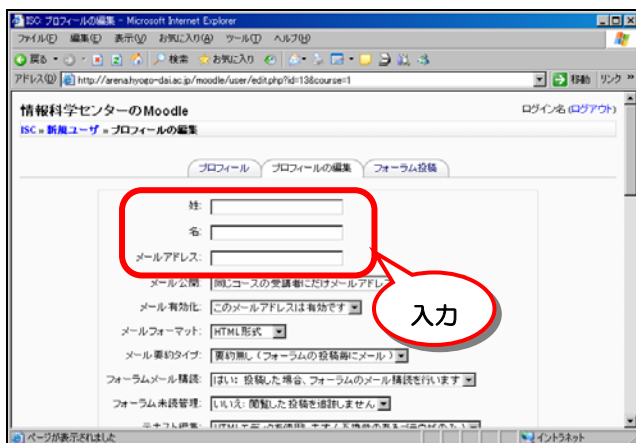 ISC: プロフィールの編集 - Microsoft Internet Explorer
ファイル(F) 編集(E) 表示(V) お気に入り(A) ツール(T) ヘルプ(H)
戻る 検索 お気に入り
アドレス(D) http://arena.hyogo-dai.ac.jp/moodle/user/edit.php?id=13&course=1 移動 リンク »
情報科学センターのMoodle ログイン名 (ログアウト)
ISC » 新規ユーザ » プロフィールの編集
プロフィール プロフィールの編集 フォーラム投稿
姓:
名:
メールアドレス:
メール公開: 同じコースの受講者にだけメールアドレ
入力
メール有効化: このメールアドレスは有効です
メールフォーマット: HTML形式
メール要約タイプ: 要約無し (フォーラムの投稿毎にメール)
フォーラムメール購読: はい: 投稿した場合、フォーラムのメール購読を行います
フォーラム未読管理: いいえ: 閲覧した投稿を追跡しません
テキスト編集:
ページが表示されました イントラネット